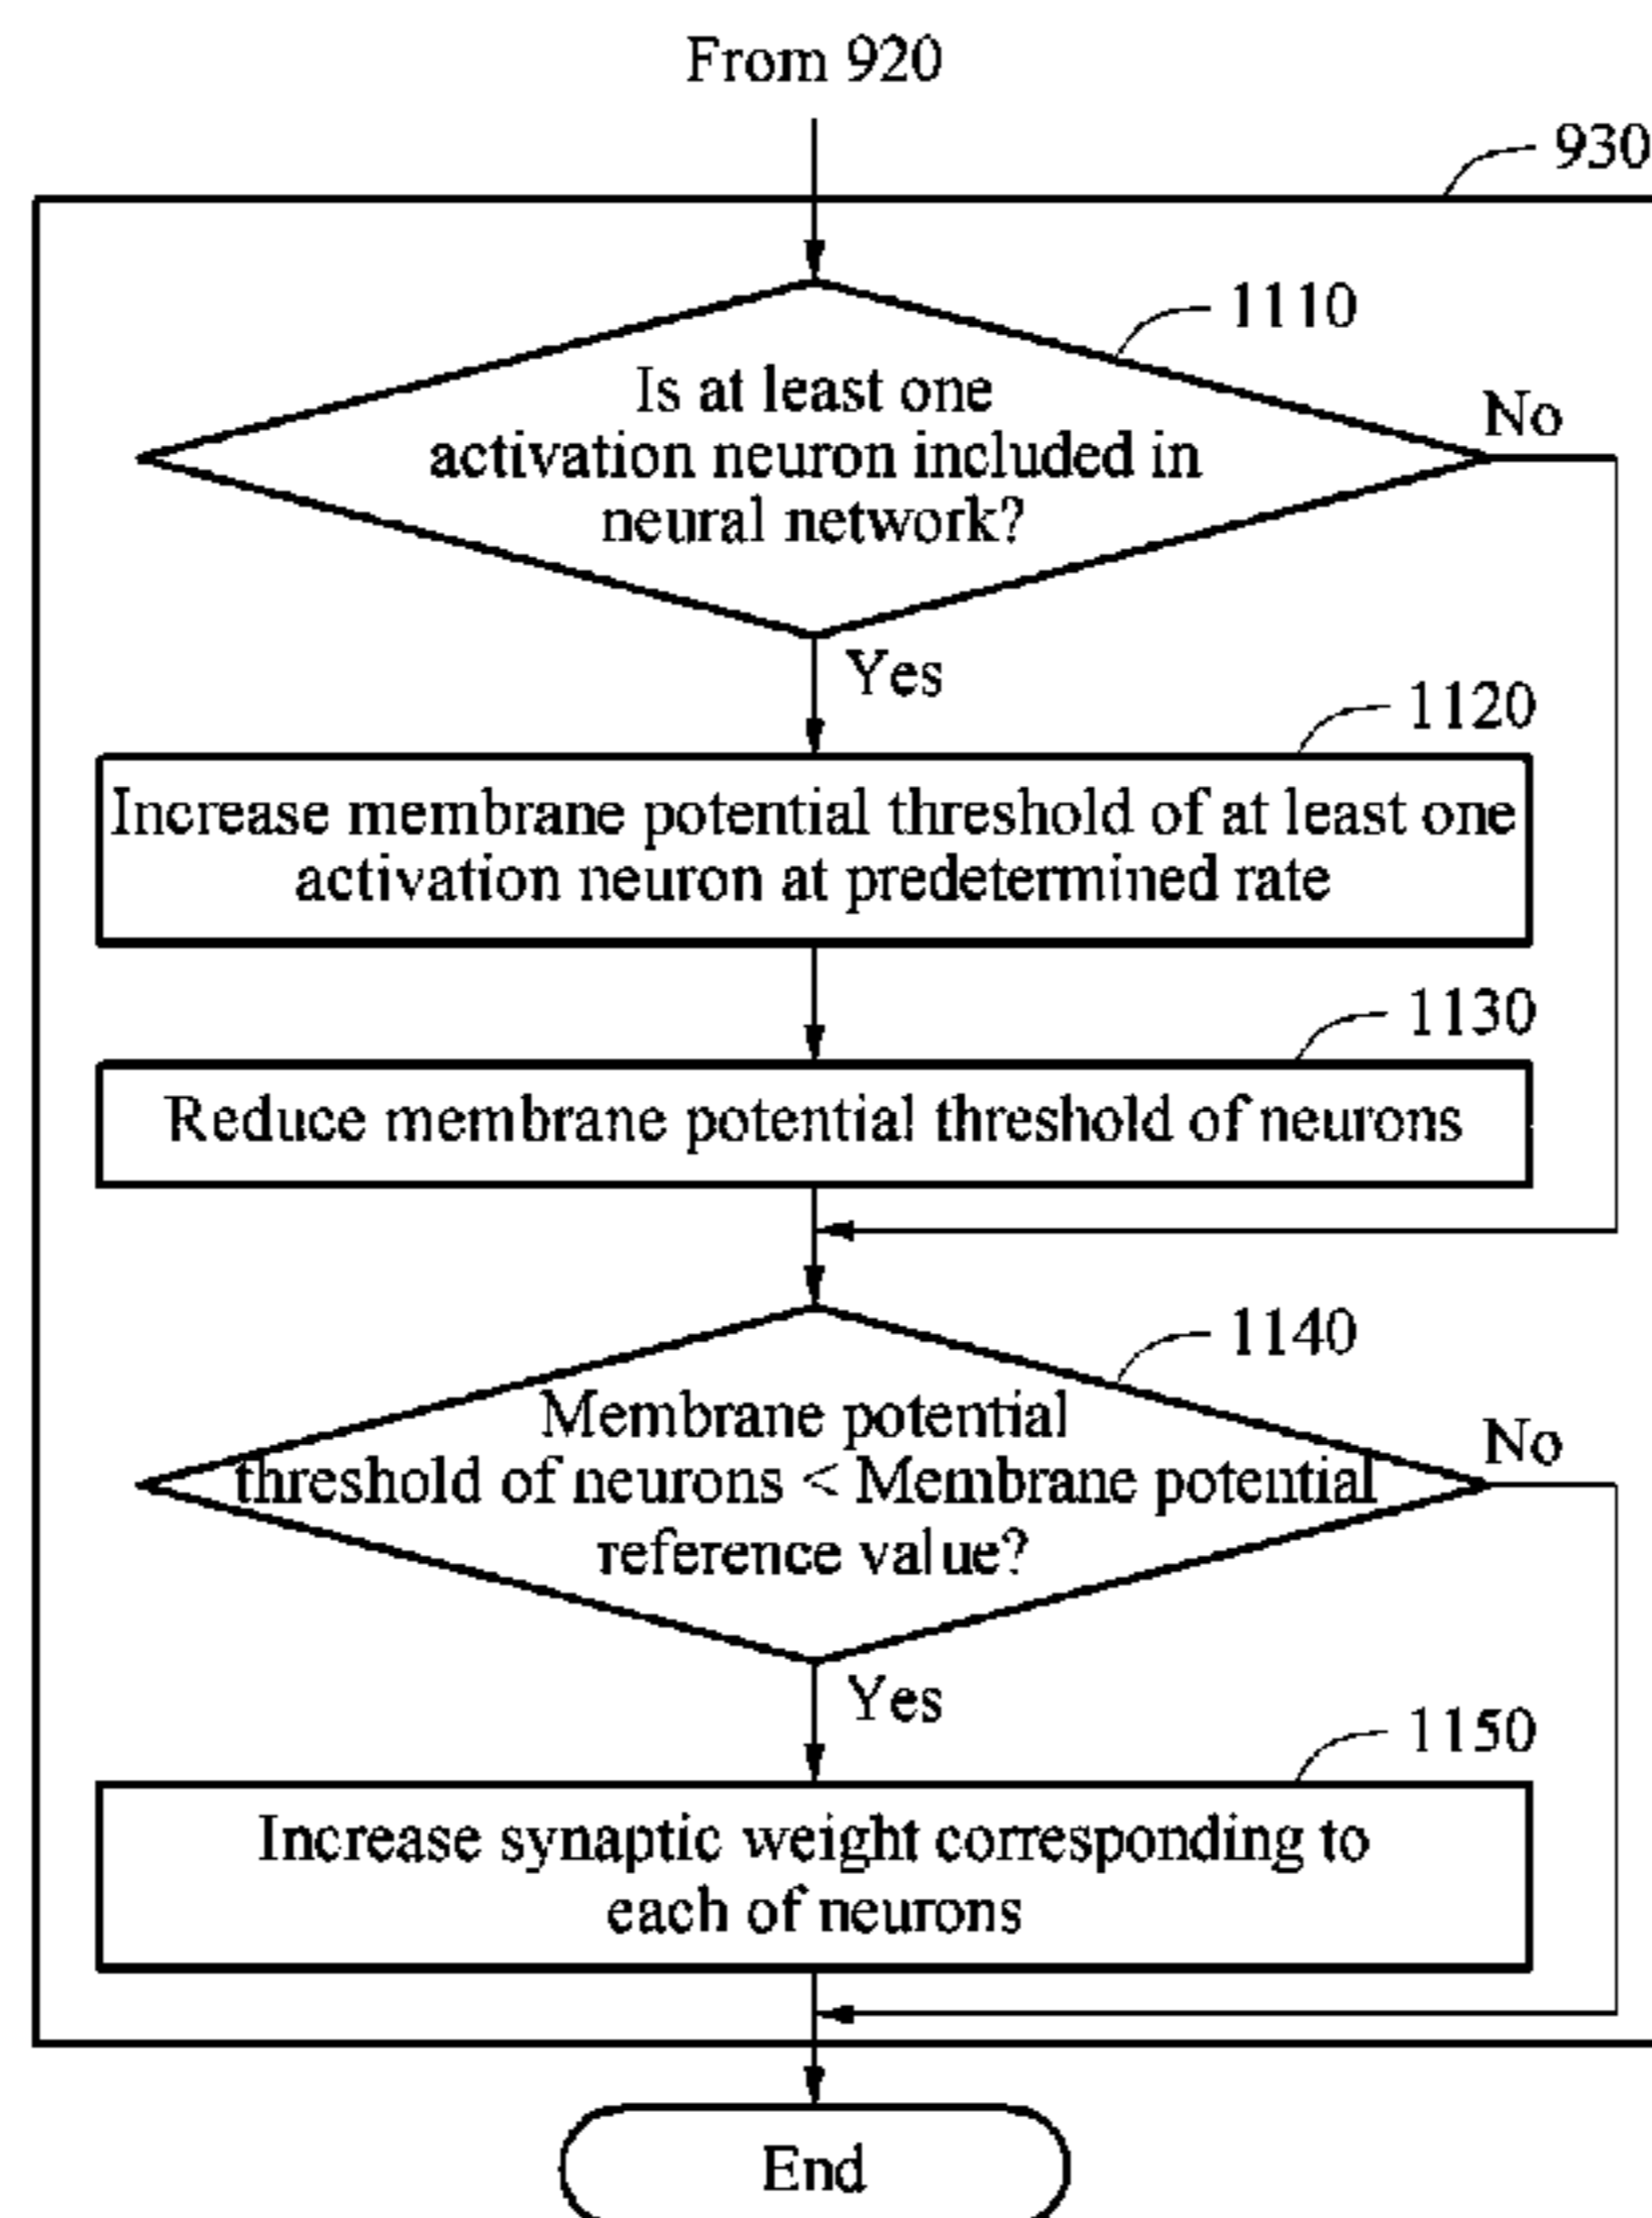 From 920
930
1110
Is at least one
activation neuron included in
neural network?
No
Yes
1120
Increase membrane potential threshold of at least one
activation neuron at predetermined rate
1130
Reduce membrane potential threshold of neurons
1140
Membrane potential
threshold of neurons < Membrane potential
reference value?
No
Yes
1150
Increase synaptic weight corresponding to
each of neurons
End